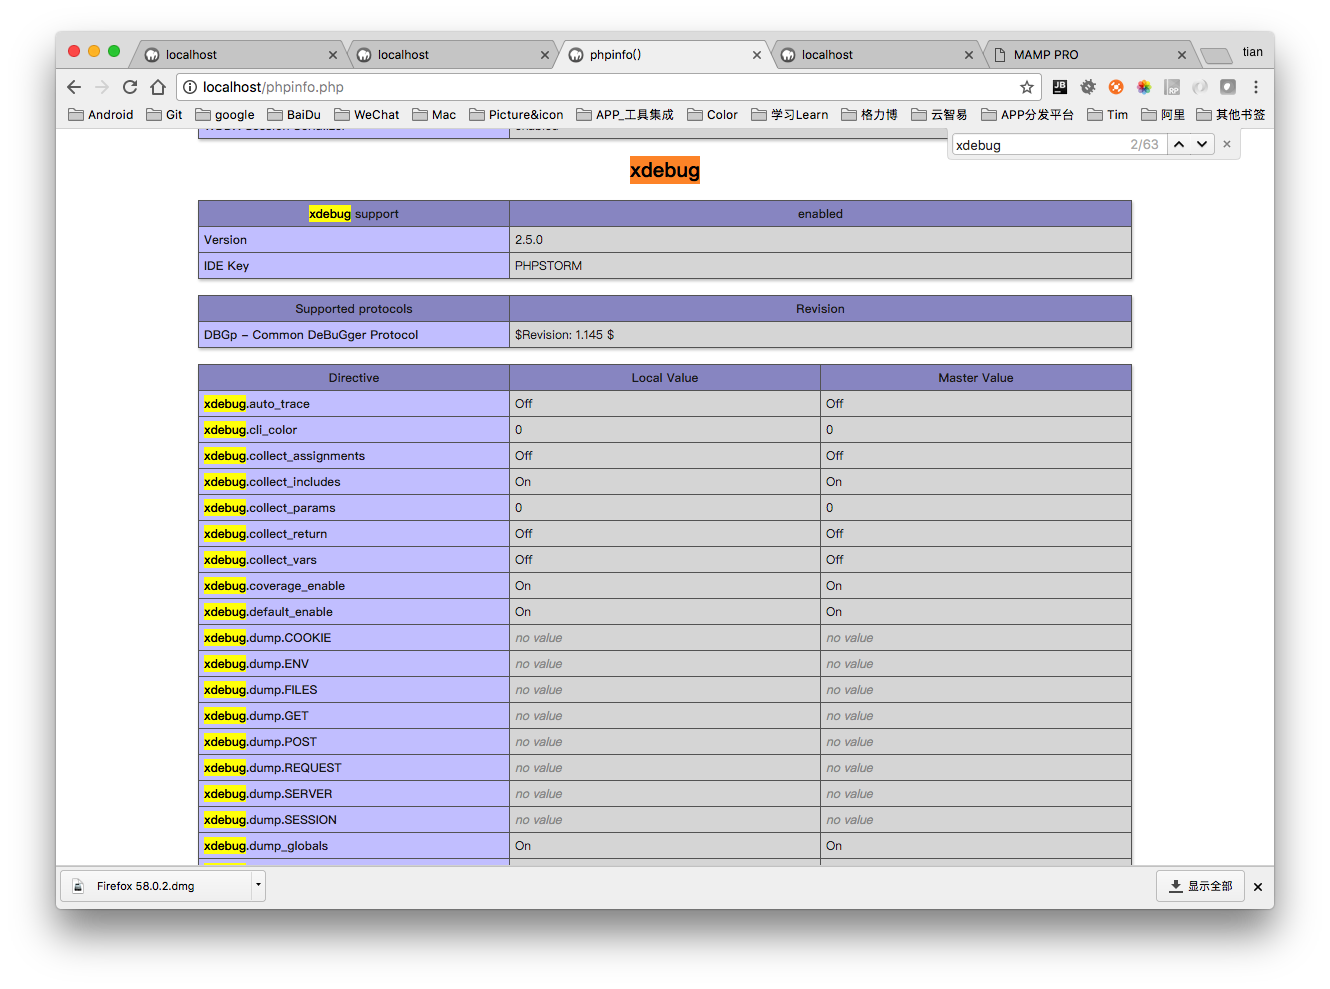 localhost
localhost
phpinfo()
localhost
MAMP PRO
tian
localhost/phpinfo.php
Android Git google BaiDu WeChat Mac Picture&icon APP_工具集成 Color 学习Learn 格力博 云智易 APP分发平台 Tim 阿里 其他书签
xdebug 2/63
xdebug
xdebug support enabled
Version 2.5.0
IDE Key PHPSTORM
Supported protocols Revision
DBGp – Common DeBuGger Protocol $Revision: 1.145 $
Directive Local Value Master Value
xdebug.auto_trace Off Off
xdebug.cli_color 0 0
xdebug.collect_assignments Off Off
xdebug.collect_includes On On
xdebug.collect_params 0 0
xdebug.collect_return Off Off
xdebug.collect_vars Off Off
xdebug.coverage_enable On On
xdebug.default_enable On On
xdebug.dump.COOKIE no value no value
xdebug.dump.ENV no value no value
xdebug.dump.FILES no value no value
xdebug.dump.GET no value no value
xdebug.dump.POST no value no value
xdebug.dump.REQUEST no value no value
xdebug.dump.SERVER no value no value
xdebug.dump.SESSION no value no value
xdebug.dump_globals On On
Firefox 58.0.2.dmg
显示全部